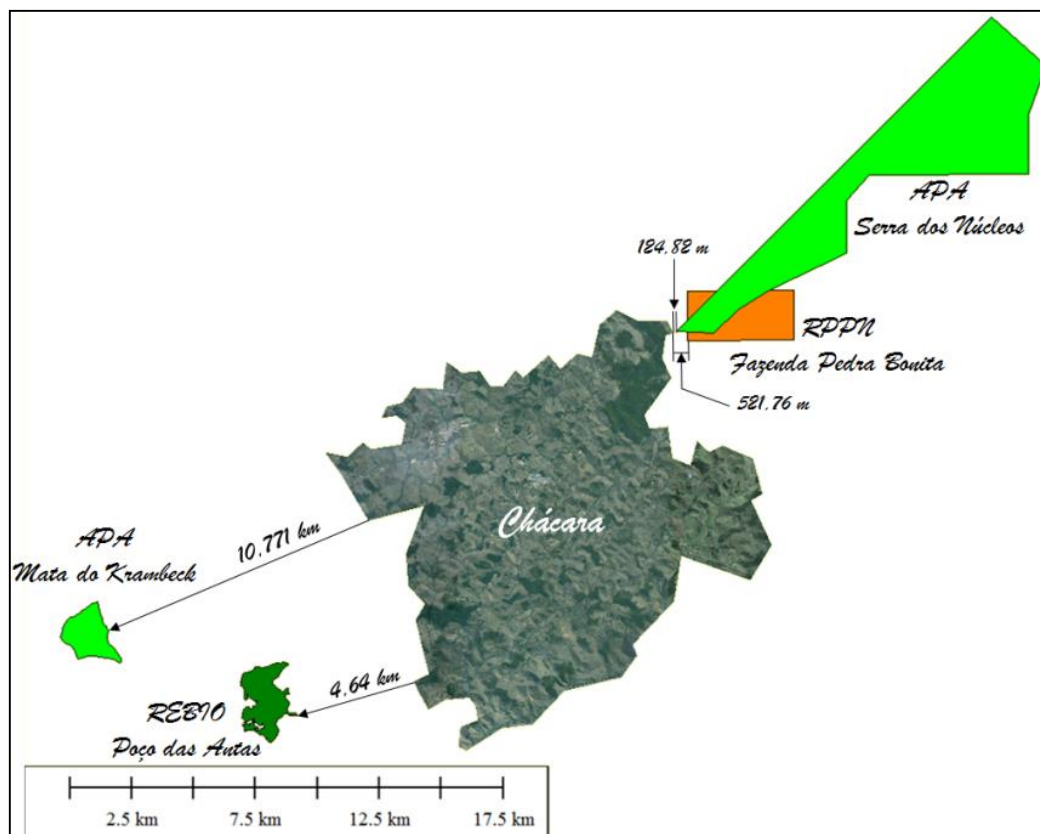 APA
Serra dos Núcleos
124,82 m
RPPN
Fazenda Pedra Bonita
521,76 m
Chácara
10,771 km
APA
Mata do Krambeck
4,64 km
REBIO
Poço das Antas
2.5 km 7.5 km 12.5 km 17.5 km